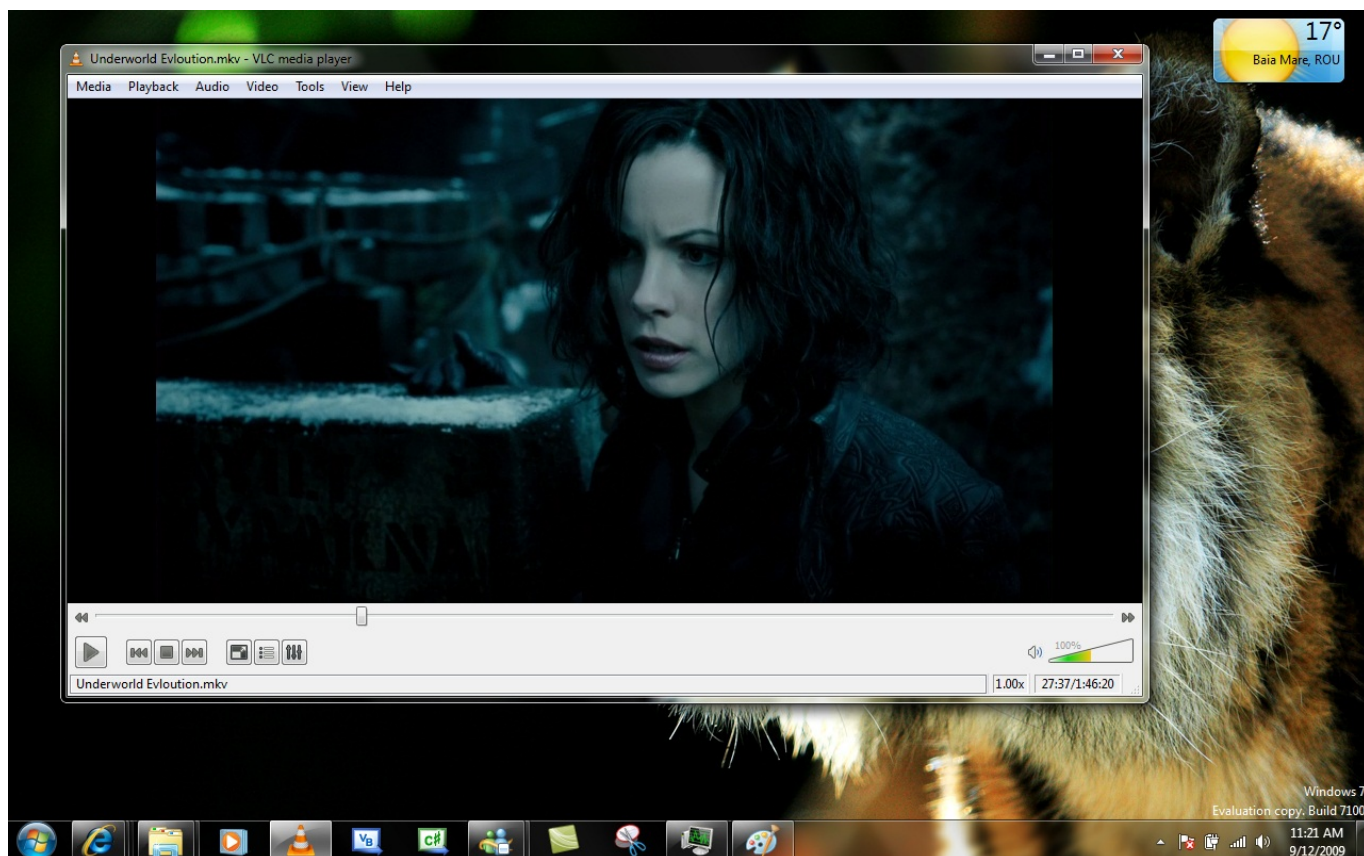 17°
Baia Mare, ROU
Underworld Evloution.mkv - VLC media player
Media Playback Audio Video Tools View Help
100%
Underworld Evloution.mkv 1.00x 27:37/1:46:20
Windows 7
Evaluation copy. Build 7100
VB C#
11:21 AM
9/12/2009